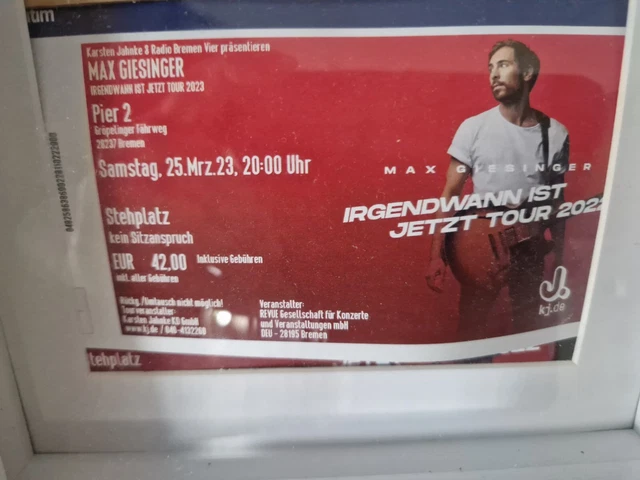 Karsten Jahnke & Radio Bremen Vier präsentieren
MAX GIESINGER
IRGENDWANN IST JETZT TOUR 2023
Pier 2
Gröpelinger Fährweg
28237 Bremen
Samstag, 25.Mrz.23, 20:00 Uhr
Stehplatz
kein Sitzanspruch
EUR 42,00 Inklusive Gebühren
inkl. aller Gebühren
Rückg./Umtausch nicht möglich!
Tourveranstalter:
Karsten Jahnke KD GmbH
www.kj.de / 040-4132260
Veranstalter:
REVUE Gesellschaft für Konzerte
und Veranstaltungen mbH
DEU - 28195 Bremen
MAX GIESINGER
IRGENDWANN IST
JETZT TOUR 2022
kj.de
tehplatz